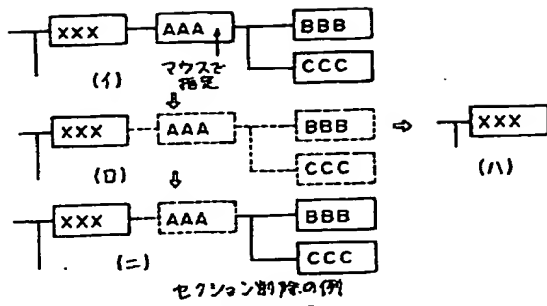 XXX AAA BBB
CCC
(イ) マウスで
指定
XXX AAA BBB XXX
CCC
(ロ) (ハ)
XXX AAA BBB
CCC
(ニ)
セクション削除の例